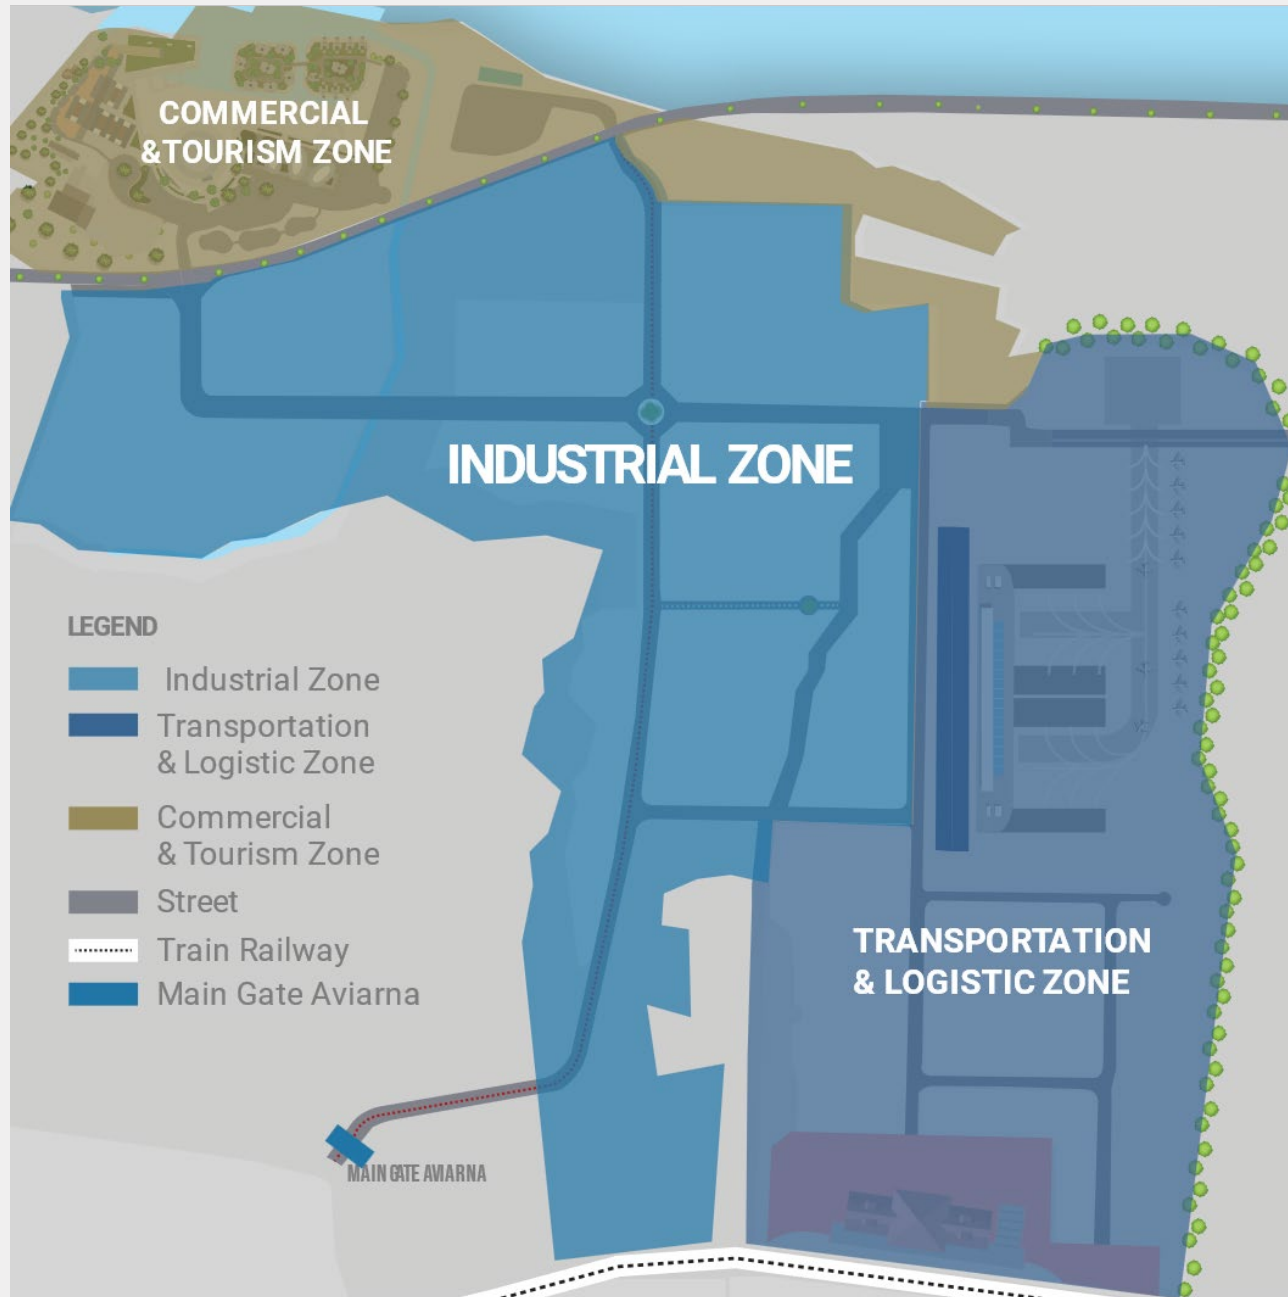 COMMERCIAL
&TOURISM ZONE
INDUSTRIAL ZONE
LEGEND
Industrial Zone
Transportation
& Logistic Zone
Commercial
& Tourism Zone
Street
Train Railway
Main Gate Aviarna
TRANSPORTATION
& LOGISTIC ZONE
MAIN GATE AVIARNA